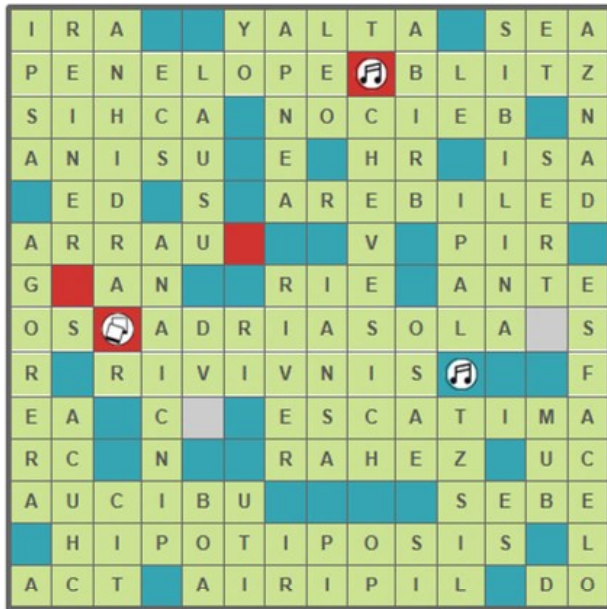 I R A Y A L T A S E A
P E N E L O P E B L I T Z
S I H C A N O C I E B N
A N I S U E H R I S A
E D S A R E B I L E D
A R R A U V P I R
G A N R I E A N T E
O S A D R I A S O L A S
R R I V I V N I S F
E A C E S C A T I M A
R C N R A H E Z U C
A U C I B U S E B E
H I P O T I P O S I S L
A C T A I R I P I L D O